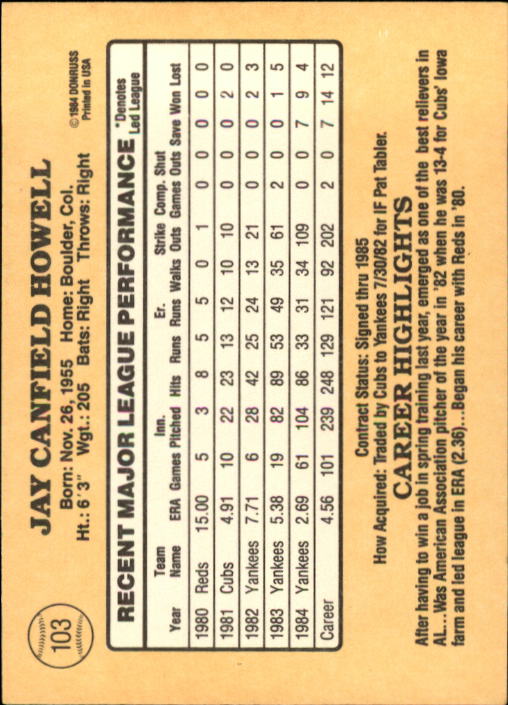 103
JAY CANFIELD HOWELL
©1984 DONRUSS
Printed in USA
Born: Nov. 26, 1955 Home: Boulder, Col.
Ht.: 6'3" Wgt.: 205 Bats: Right Throws: Right
RECENT MAJOR LEAGUE PERFORMANCE *Denotes Led League
Year Team Name ERA Games Inn. Pitched Hits Runs Er. Runs Walks Strike Outs Comp. Games Shut Outs Save Won Lost
1980 Reds 15.00 5 3 8 5 5 0 1 0 0 0 0 0
1981 Cubs 4.91 10 22 23 13 12 10 10 0 0 0 2 0
1982 Yankees 7.71 6 28 42 25 24 13 21 0 0 0 2 3
1983 Yankees 5.38 19 82 89 53 49 35 61 2 0 0 1 5
1984 Yankees 2.69 61 104 86 33 31 34 109 0 0 7 9 4
Career 4.56 101 239 248 129 121 92 202 2 0 7 14 12
Contract Status: Signed thru 1985
How Acquired: Traded by Cubs to Yankees 7/30/82 for IF Pat Tabler.
CAREER HIGHLIGHTS
After having to win a job in spring training last year, emerged as one of the best relievers in
AL...Was American Association pitcher of the year in '82 when he was 13-4 for Cubs' Iowa
farm and led league in ERA (2.36)...Began his career with Reds in '80.